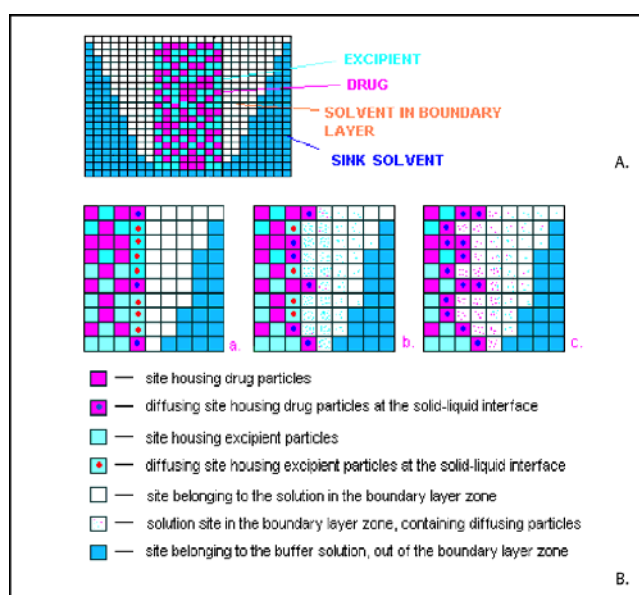 EXCIPIENT
DRUG
SOLVENT IN BOUNDARY
LAYER
SINK SOLVENT
A.
a.
b.
c.
— site housing drug particles
— diffusing site housing drug particles at the solid-liquid interface
— site housing excipient particles
— diffusing site housing excipient particles at the solid-liquid interface
— site belonging to the solution in the boundary layer zone
— solution site in the boundary layer zone, containing diffusing particles
— site belonging to the buffer solution, out of the boundary layer zone
B.